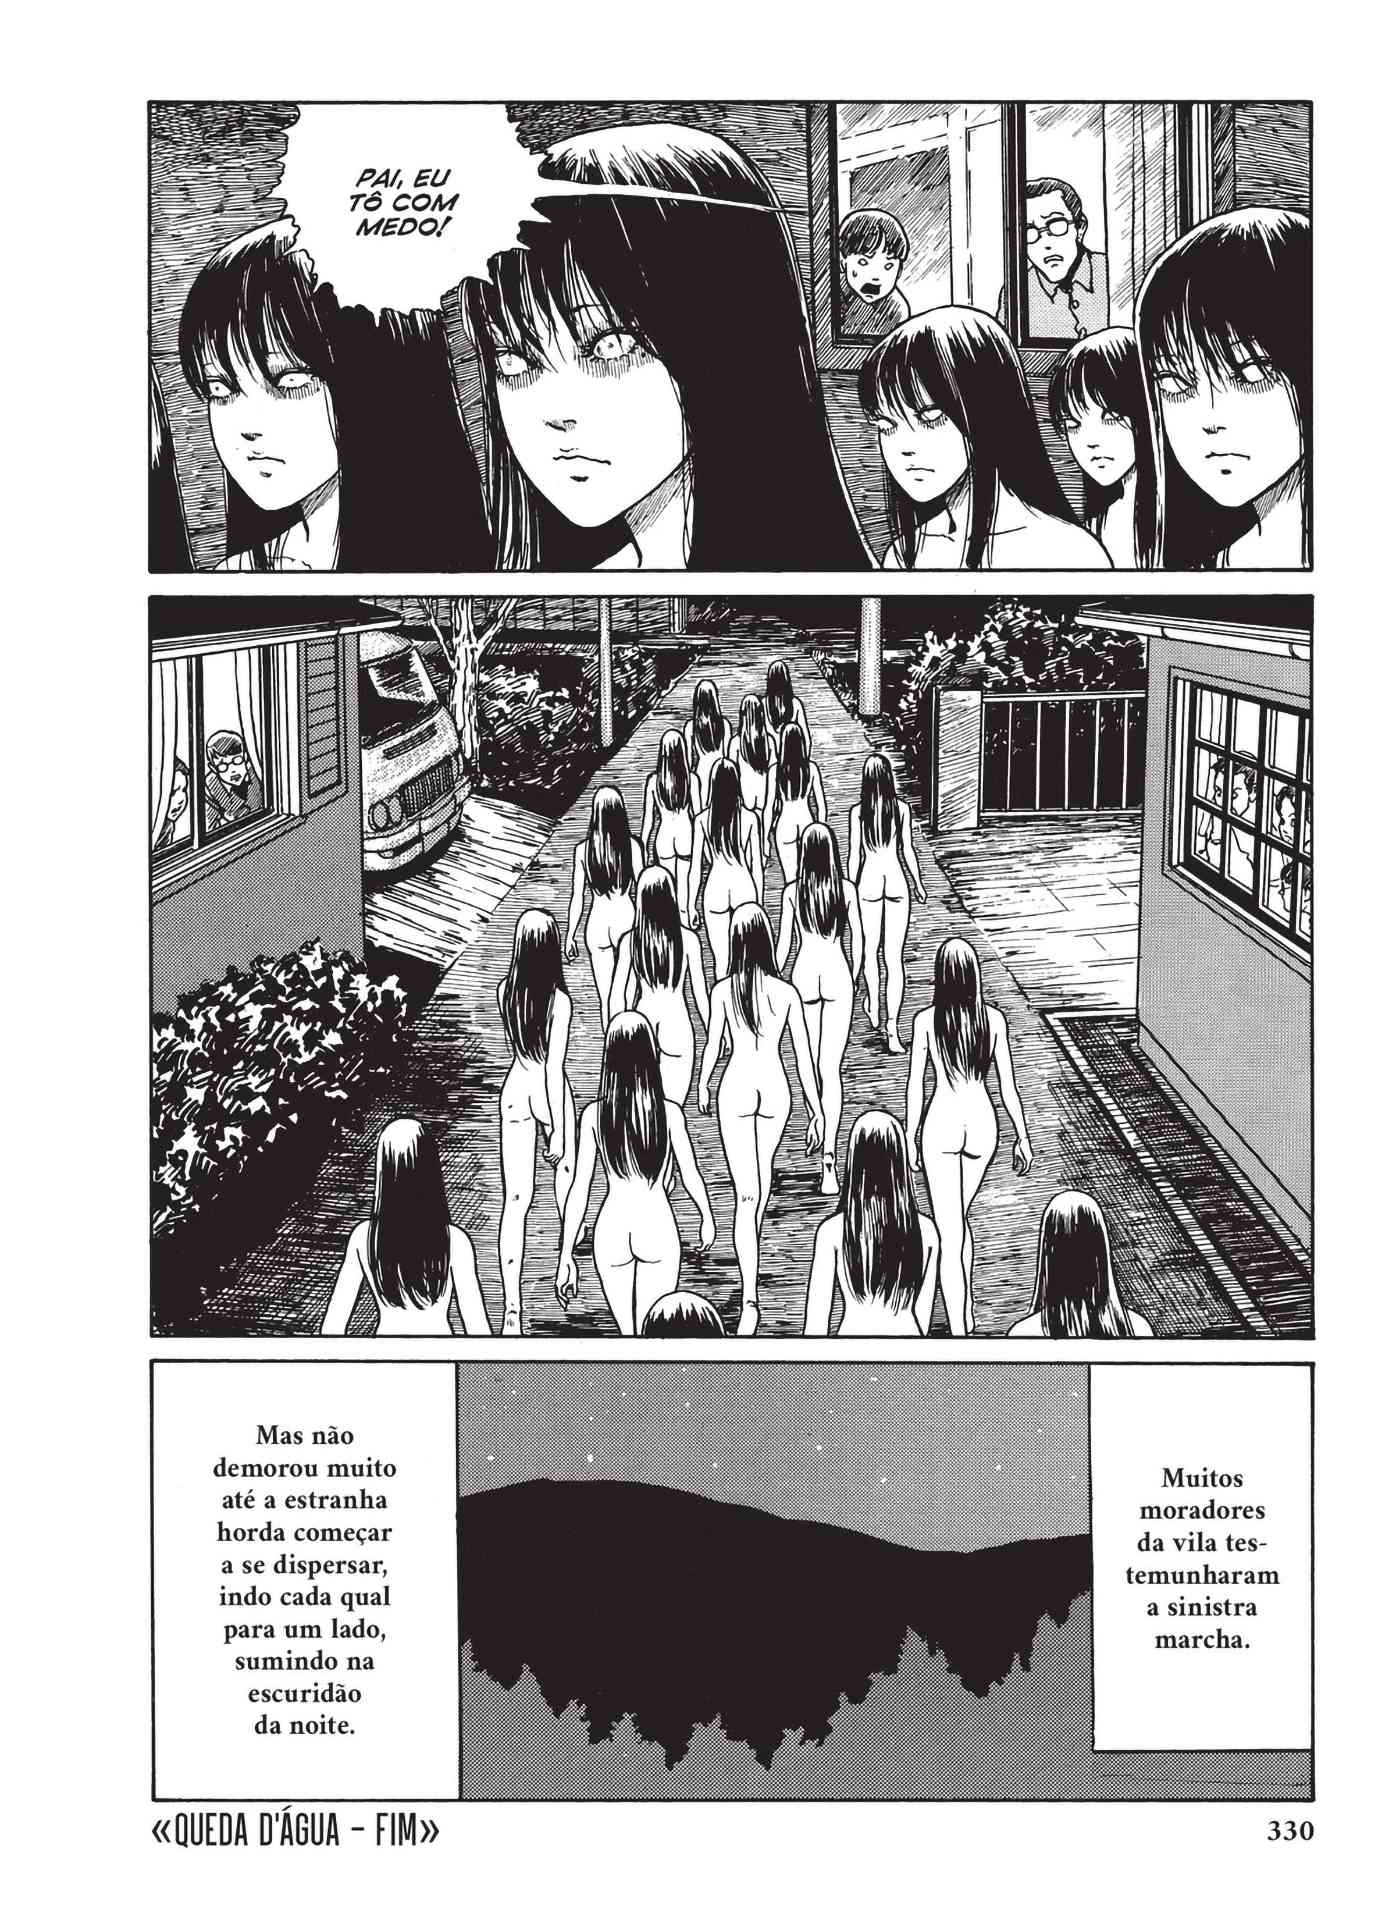 PAI, EU
TÔ COM
MEDO!
Muitos
moradores
da vila tes-
temunharam
a sinistra
marcha.
Mas não
demorou muito
até a estranha
horda começar
a se dispersar,
indo cada qual
para um lado,
sumindo na
escuridão
da noite.
«QUEDA D'ÁGUA – FIM»
330